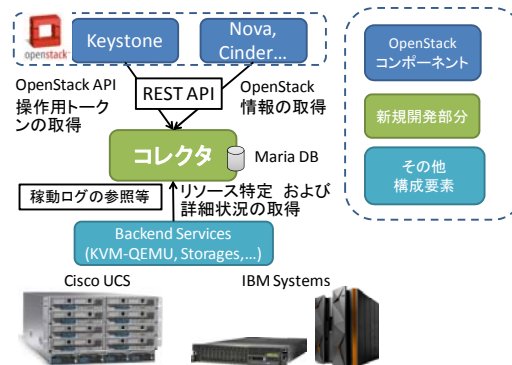 openstack
Keystone
Nova,
Cinder...
OpenStack API
操作用トーク
ンの取得
REST API
OpenStack
情報の取得
コレクタ
Maria DB
稼動ログの参照等
リソース特定 および
詳細状況の取得
Backend Services
(KVM-QEMU, Storages,...)
Cisco UCS
IBM Systems
OpenStack
コンポーネント
新規開発部分
その他
構成要素